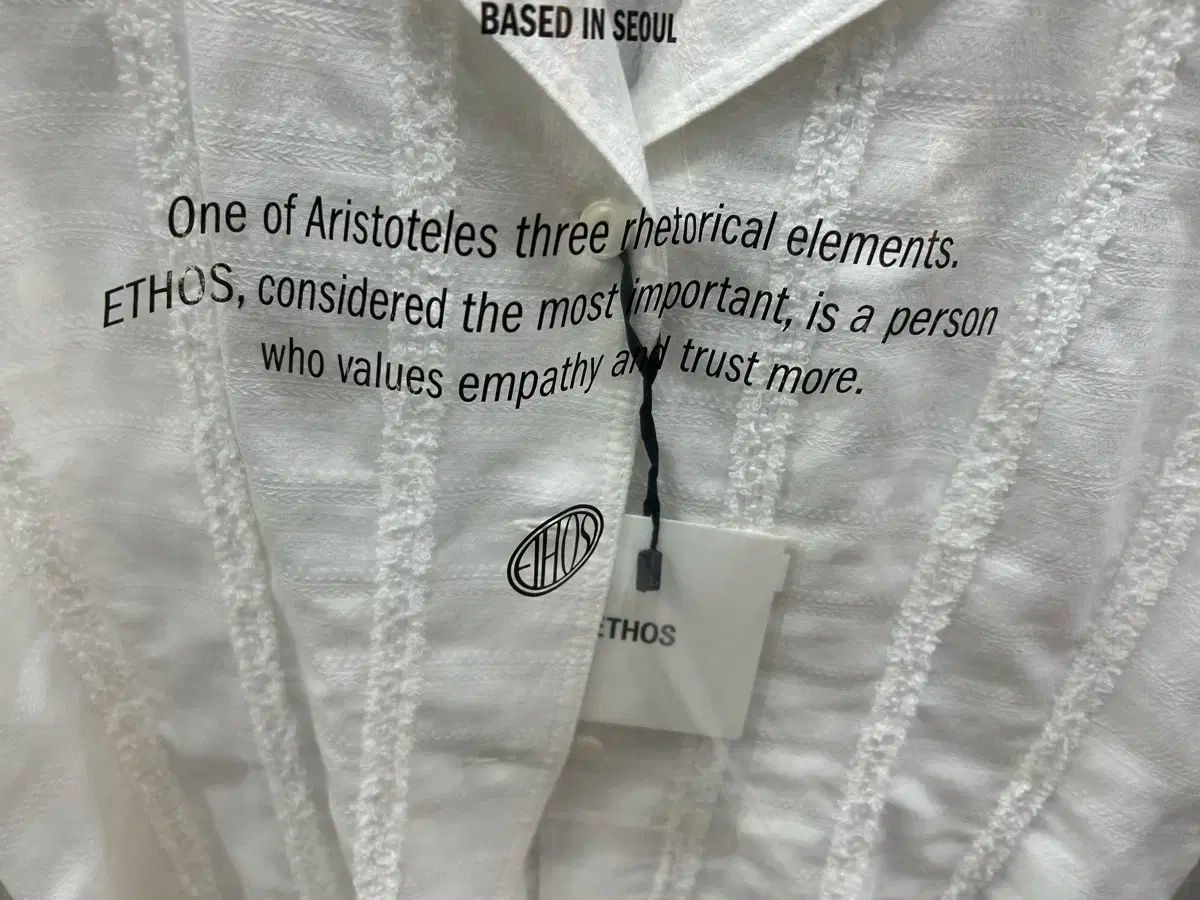 BASED IN SEOUL
One of Aristoteles three rhetorical elements.
ETHOS, considered the most important, is a person
who values empathy and trust more.
ETHOS
ETHOS